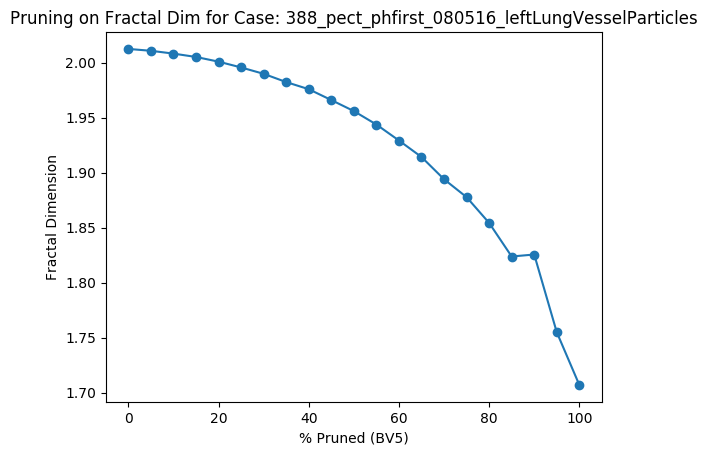 Pruning on Fractal Dim for Case: 388_pect_phfirst_080516_leftLungVesselParticles
2.00
1.95
1.90
1.85
1.80
1.75
1.70
Fractal Dimension
0 20 40 60 80 100
% Pruned (BV5)